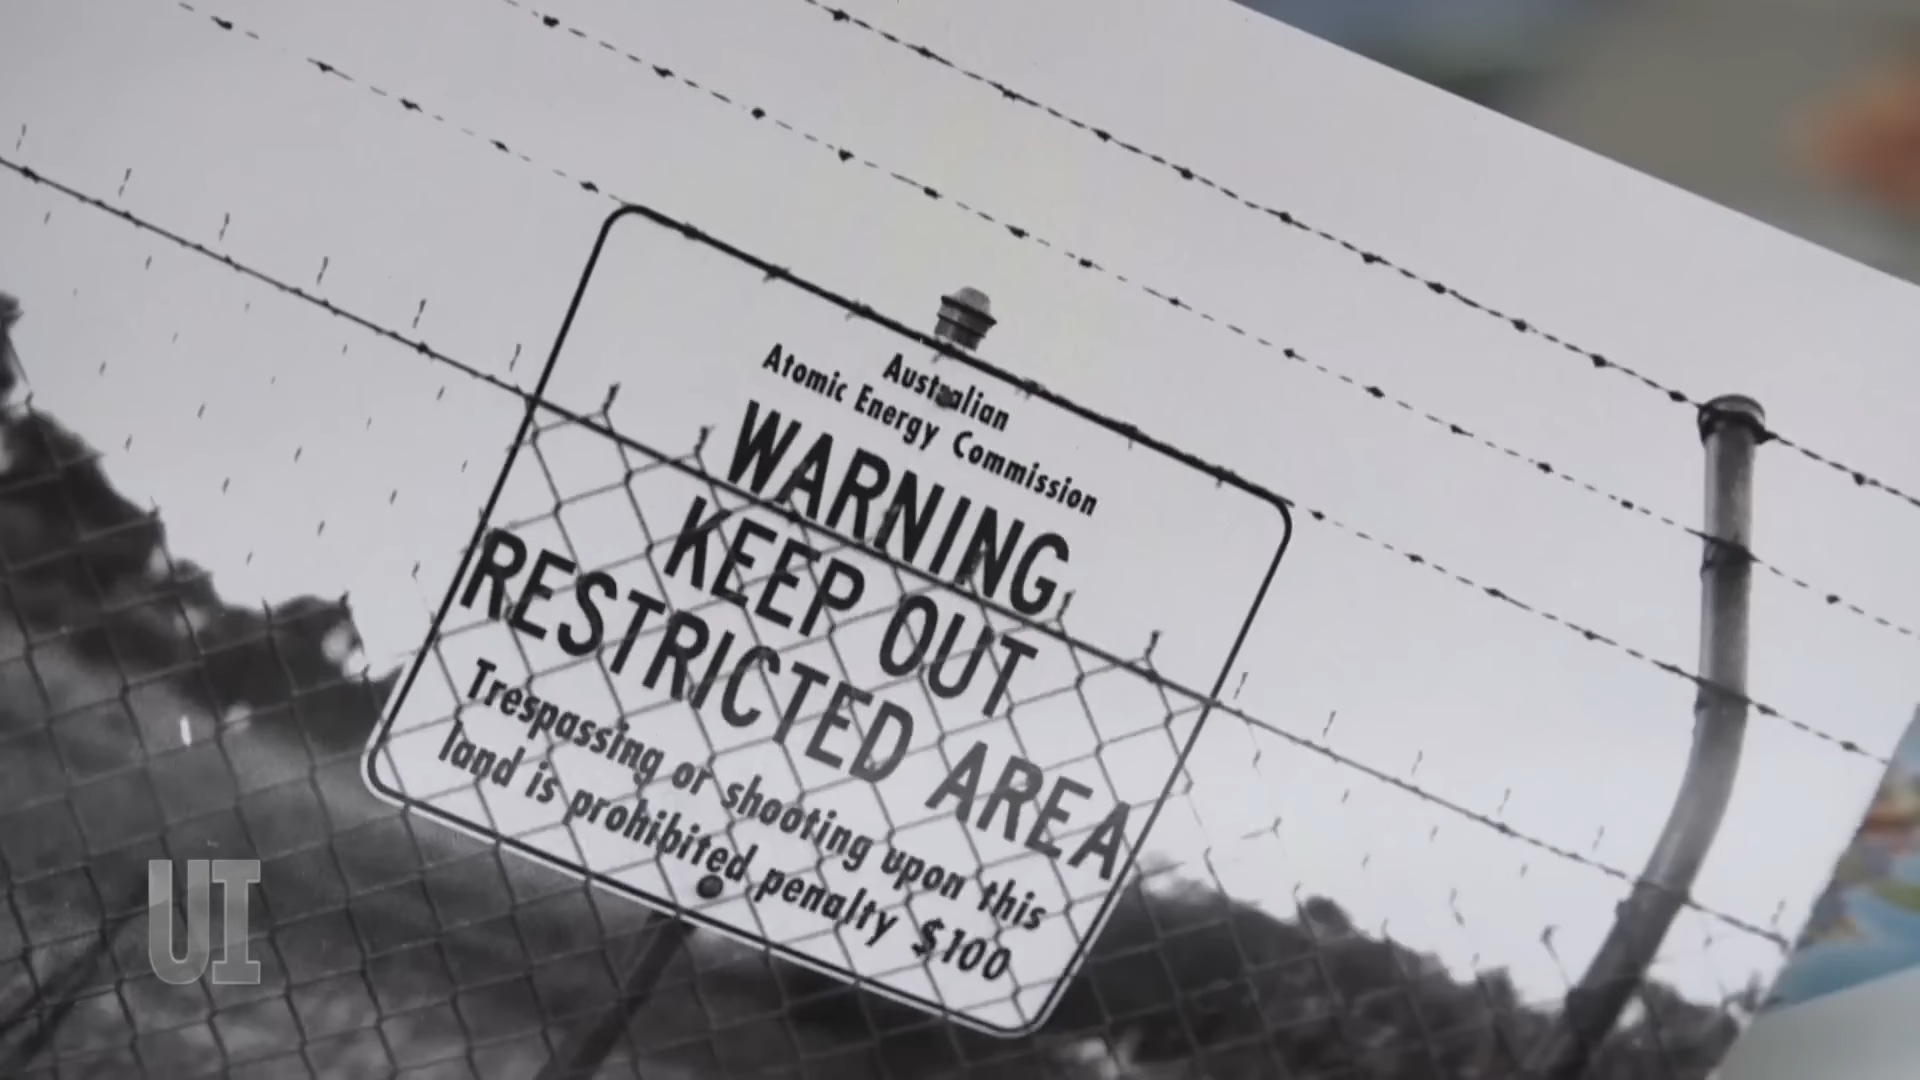 Australian
Atomic Energy Commission
WARNING
KEEP OUT
RESTRICTED AREA
Trespassing or shooting upon this
land is prohibited penalty $100
UI